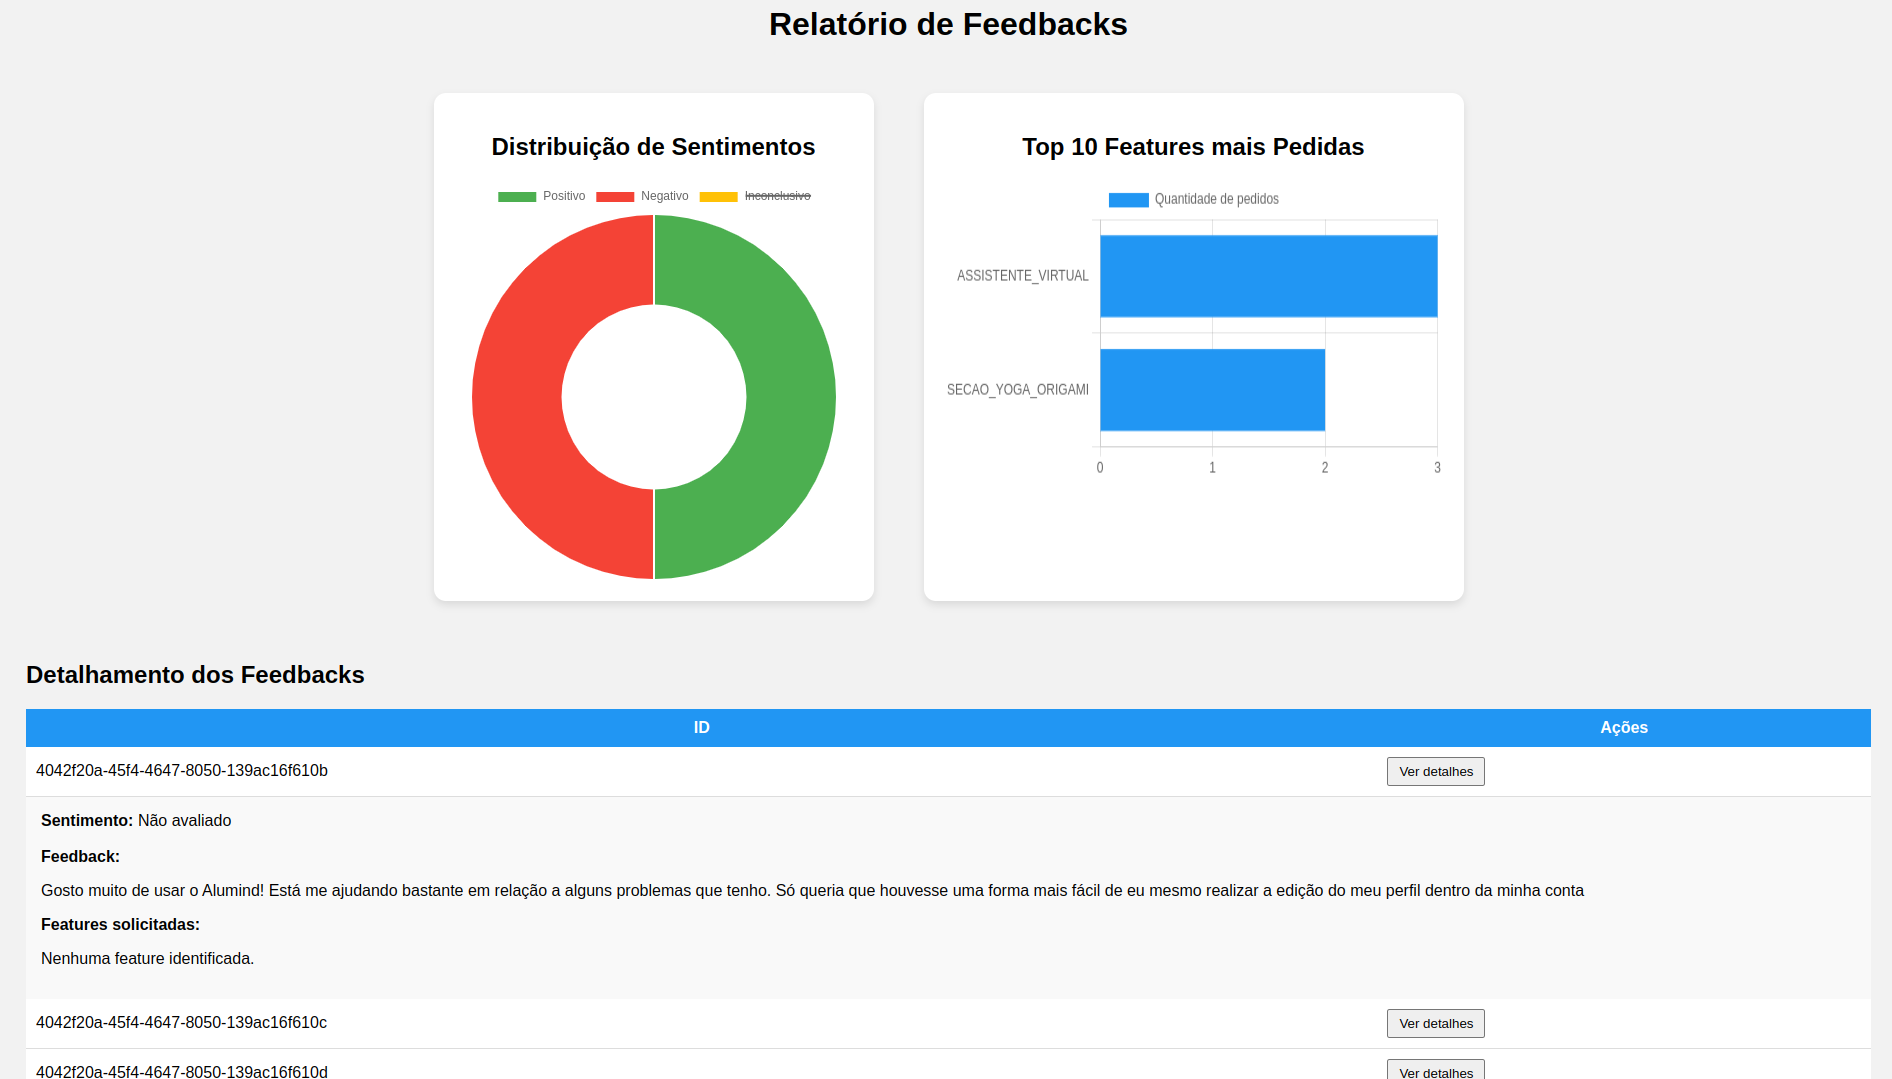 Relatório de Feedbacks
Distribuição de Sentimentos
Positivo Negativo Inconclusivo
Top 10 Features mais Pedidas
Quantidade de pedidos
ASSISTENTE_VIRTUAL
SECAO_YOGA_ORIGAMI
0 1 2 3
Detalhamento dos Feedbacks
ID Ações
4042f20a-45f4-4647-8050-139ac16f610b Ver detalhes
Sentimento: Não avaliado
Feedback:
Gosto muito de usar o Alumind! Está me ajudando bastante em relação a alguns problemas que tenho. Só queria que houvesse uma forma mais fácil de eu mesmo realizar a edição do meu perfil dentro da minha conta
Features solicitadas:
Nenhuma feature identificada.
4042f20a-45f4-4647-8050-139ac16f610c Ver detalhes
4042f20a-45f4-4647-8050-139ac16f610d Ver detalhes